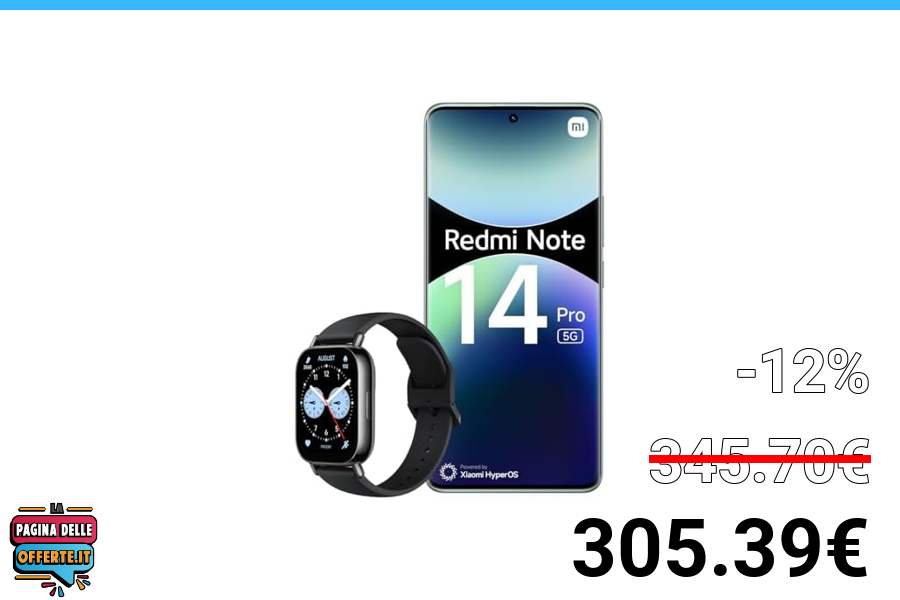 Redmi Note
14
Pro
5G
AUGUST
FRIDAY
Powered by
Xiaomi HyperOS
-12%
345.70€
305.39€
LA
PAGINA DELLE
OFFERTE.IT